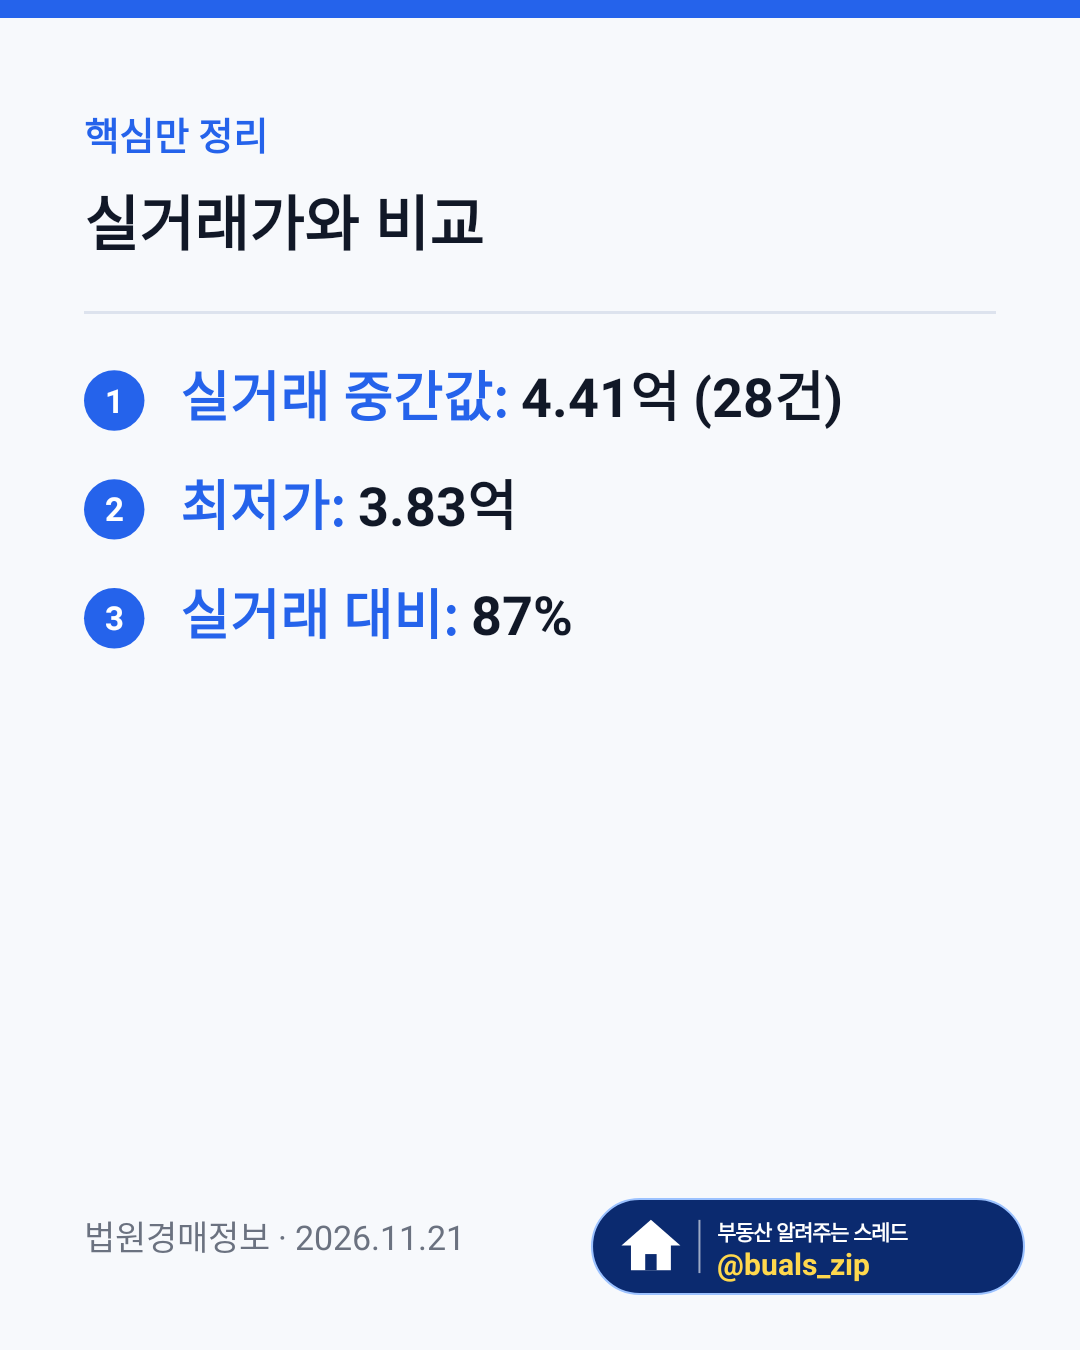 핵심만 정리
실거래가와 비교
1 실거래 중간값: 4.41억 (28건)
2 최저가: 3.83억
3 실거래 대비: 87%
법원경매정보 · 2026.11.21
부동산 알려주는 스레드
@buals_zip